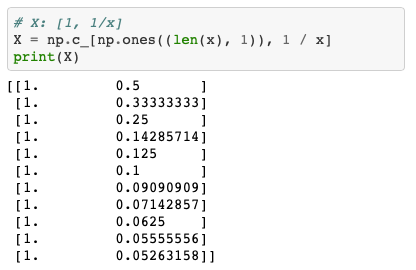 # X: [1, 1/x]
X = np.c_[np.ones((len(x), 1)), 1 / x]
print(X)
[[1.         0.5       ]
 [1.         0.33333333]
 [1.         0.25      ]
 [1.         0.14285714]
 [1.         0.125     ]
 [1.         0.1       ]
 [1.         0.09090909]
 [1.         0.07142857]
 [1.         0.0625    ]
 [1.         0.05555556]
 [1.         0.05263158]]